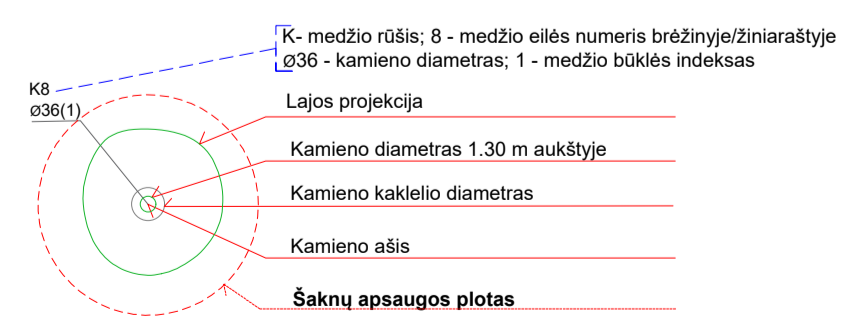 K- medžio rūšis; 8 - medžio eilės numeris brėžinyje/žiniaraštyje
Ø36 - kamieno diametras; 1 - medžio būklės indeksas
K8
Ø36(1)
Lajos projekcija
Kamieno diametras 1.30 m aukštyje
Kamieno kaklelio diametras
Kamieno ašis
Šaknų apsaugos plotas